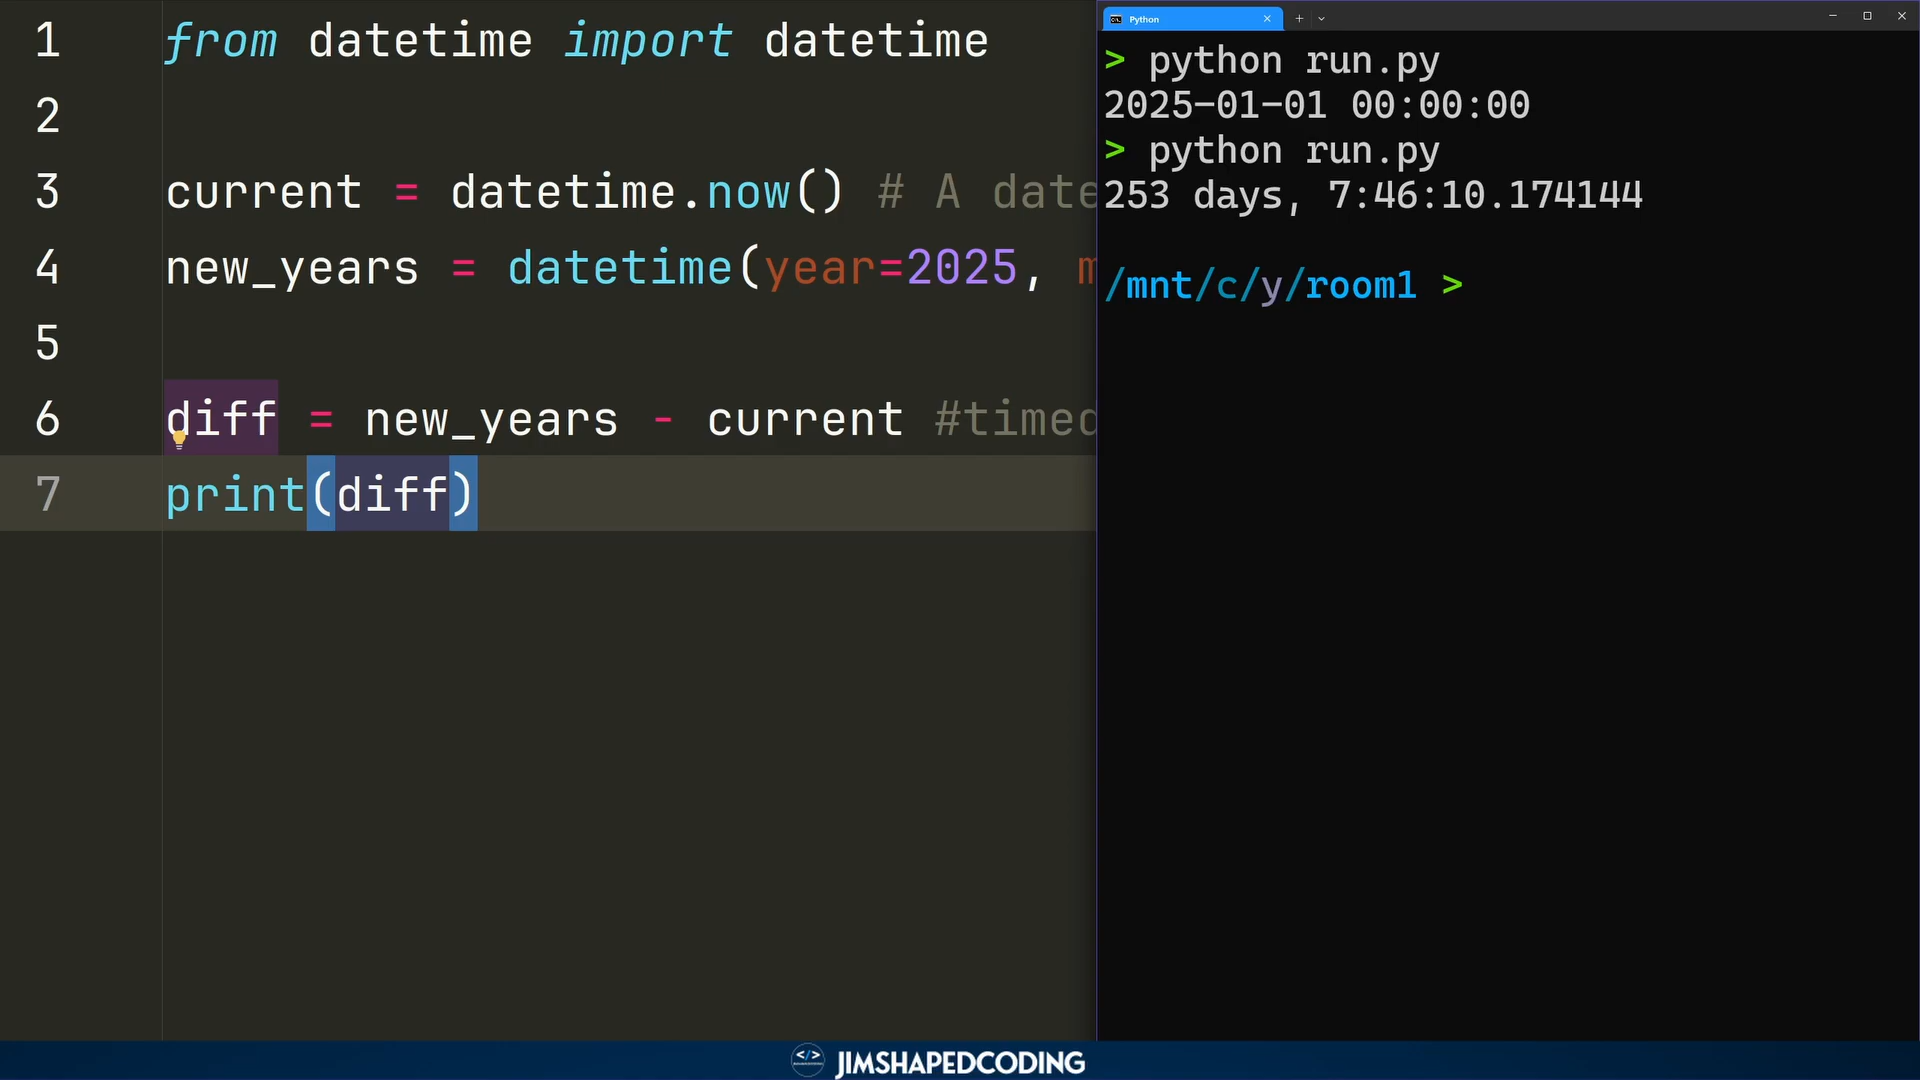 1 from datetime import datetime
2
3 current = datetime.now() # A date
4 new_years = datetime(year=2025, m
5
6 diff = new_years - current #timed
7 print(diff)
Python
> python run.py
2025-01-01 00:00:00
> python run.py
253 days, 7:46:10.174144
/mnt/c/y/room1 >
</> JIMSHAPEDCODING